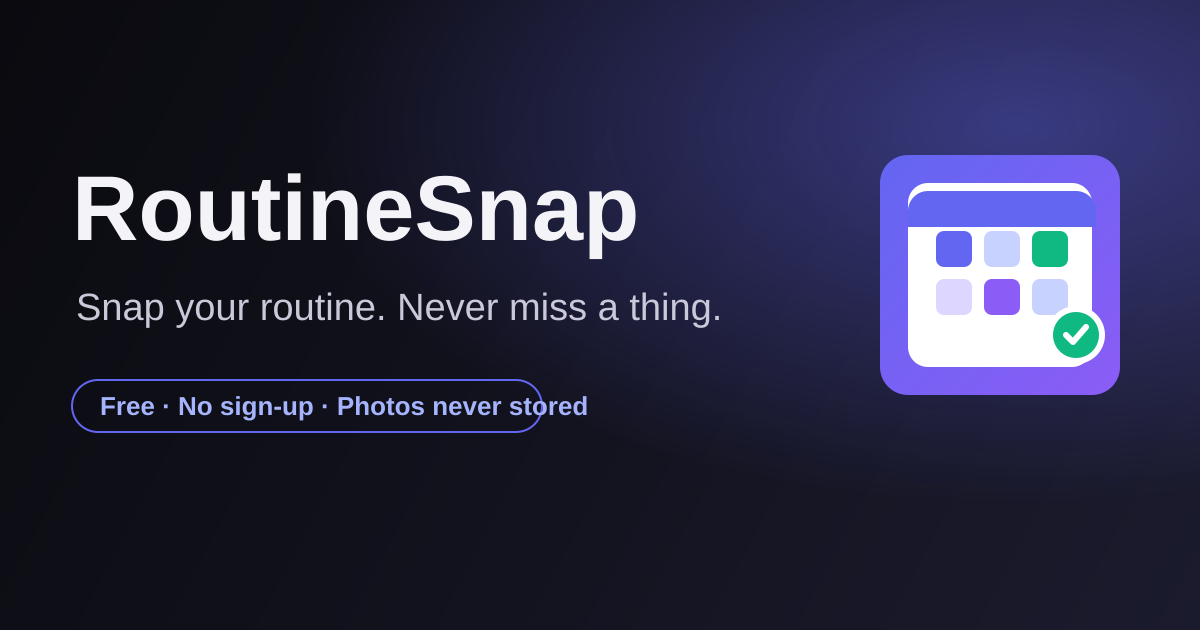 RoutineSnap
Snap your routine. Never miss a thing.
Free · No sign-up · Photos never stored